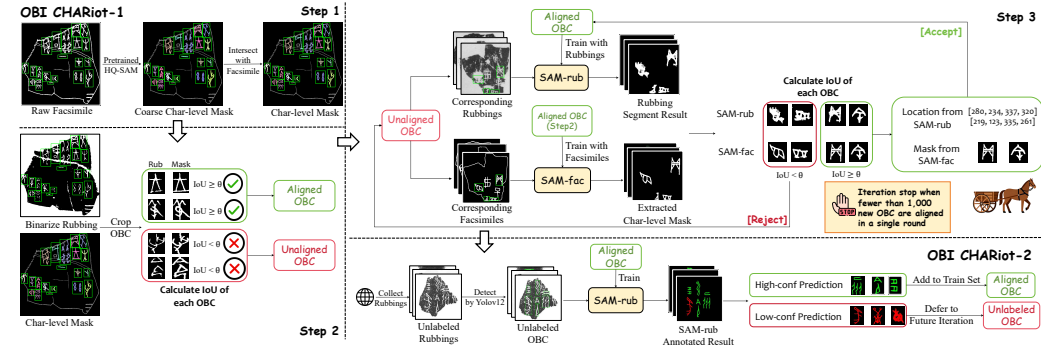 OBI CHARiot-1
Step 1
Pretrained
HQ-SAM
Intersect
with
Facsimile
Raw Facsimile
Coarse Char-level Mask
Char-level Mask
Binarize Rubbing
Crop
OBC
Char-level Mask
Rub Mask
IoU ≥ θ
IoU ≥ θ
Aligned
OBC
IoU < θ
IoU < θ
Unaligned
OBC
Calculate IoU of
each OBC
Step 2
Step 3
Unaligned
OBC
Corresponding
Rubbings
Aligned
OBC
Train with
Rubbings
SAM-rub
Rubbing
Segment Result
Corresponding
Facsimiles
Aligned OBC
(Step2)
Train with
Facsimiles
SAM-fac
Extracted
Char-level Mask
[Accept]
Calculate IoU of
each OBC
SAM-rub
SAM-fac
IoU < θ
IoU ≥ θ
[Reject]
Location from
SAM-rub
[280, 234, 337, 320]
[219, 123, 335, 261]
Mask from
SAM-fac
STOP
Iteration stop when
fewer than 1,000
new OBC are aligned
in a single round
OBI CHARiot-2
Collect
Rubbings
Unlabeled
Rubbings
Detect
by Yolov12
Unlabeled
OBC
Aligned
OBC
Train
SAM-rub
SAM-rub
Annotated Result
High-conf Prediction
Add to Train Set
Aligned
OBC
Low-conf Prediction
Defer to
Future Iteration
Unlabeled
OBC